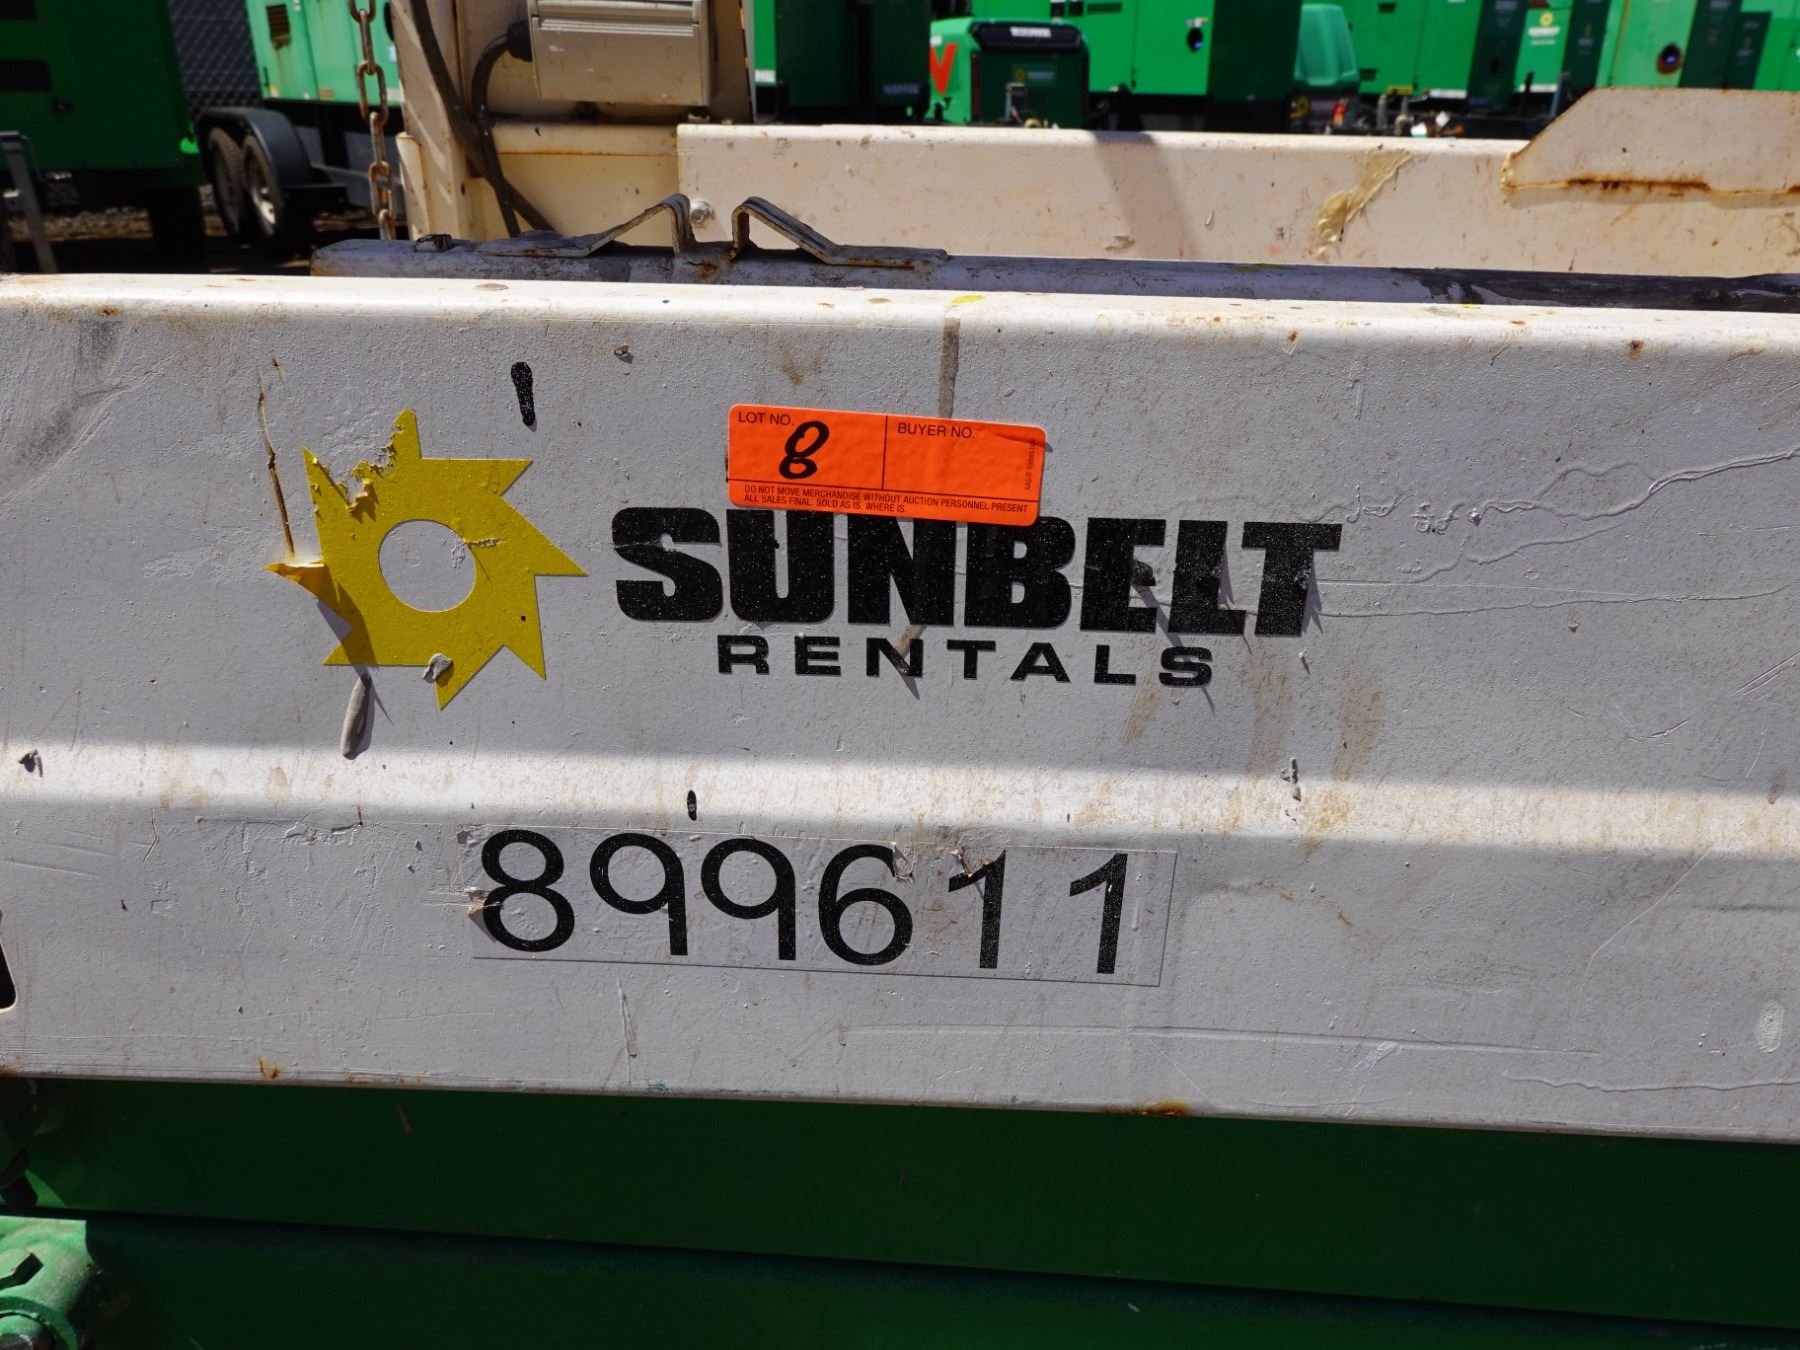 LOT NO. 8
BUYER NO.
DO NOT MOVE MERCHANDISE WITHOUT AUCTION PERSONNEL PRESENT
ALL SALES FINAL. SOLD AS IS. WHERE IS.
SUNBELT
RENTALS
899611